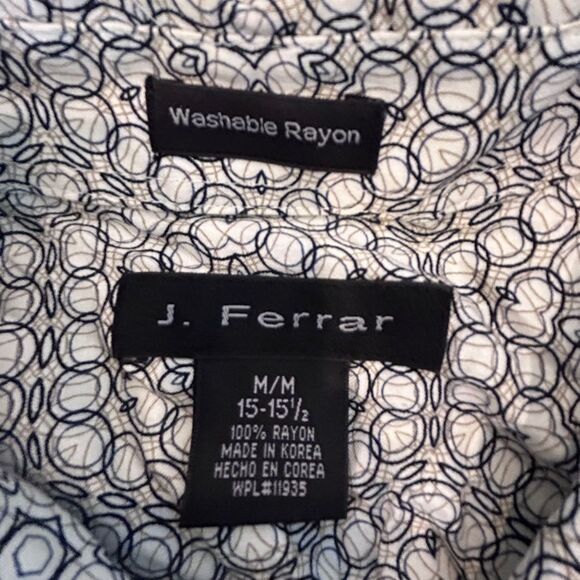 Washable Rayon
J. Ferrar
M/M
15-15½
100% RAYON
MADE IN KOREA
HECHO EN COREA
WPL#11935